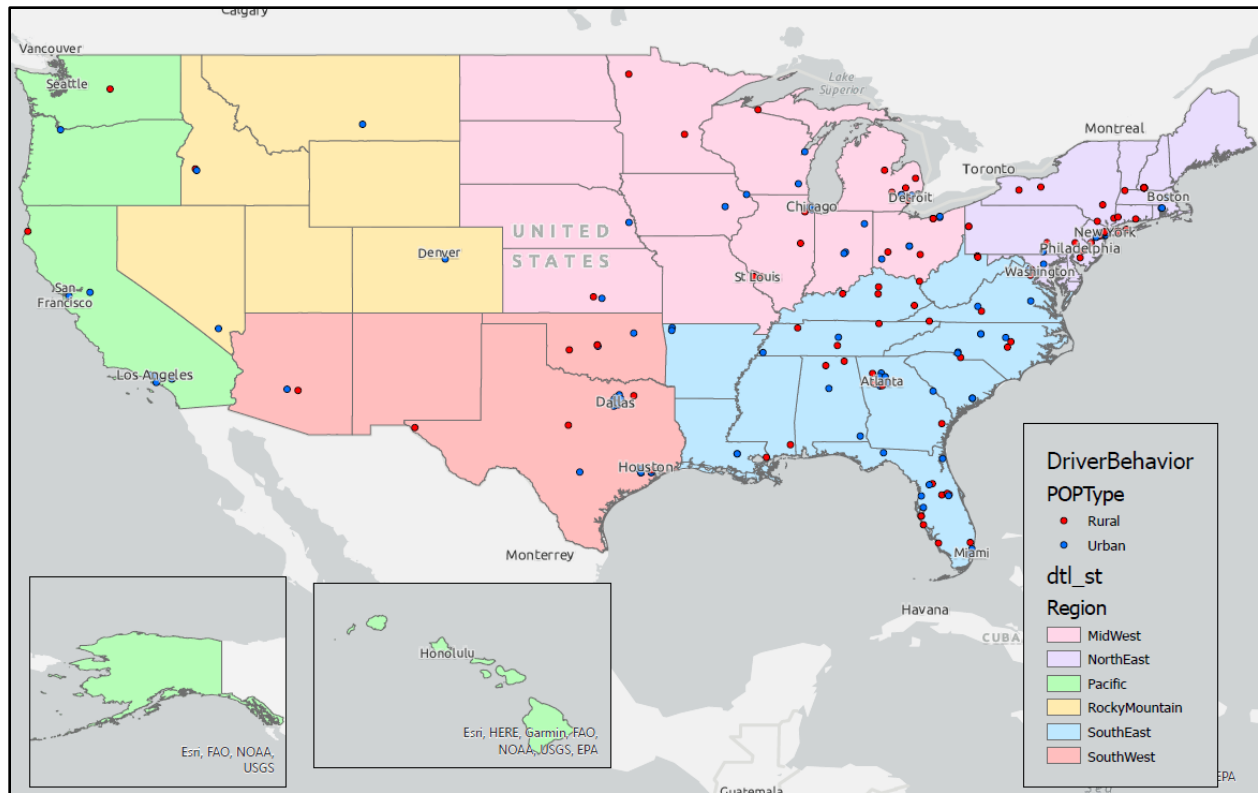 Calgary
Vancouver
Seattle
Lake
Superior
Montreal
Toronto
Boston
Detroit
Chicago
New York
UNITED
STATES
Philadelphia
Denver
Washington
St Louis
San
Francisco
Los Angeles
Atlanta
Dallas
Houston
Monterrey
Miami
Havana
CUBA
Honolulu
Esri, FAO, NOAA,
USGS
Esri, HERE, Garmin, FAO,
NOAA, USGS, EPA
DriverBehavior
POPType
Rural
Urban
dtl_st
Region
MidWest
NorthEast
Pacific
RockyMountain
SouthEast
SouthWest
EPA
Guatemala